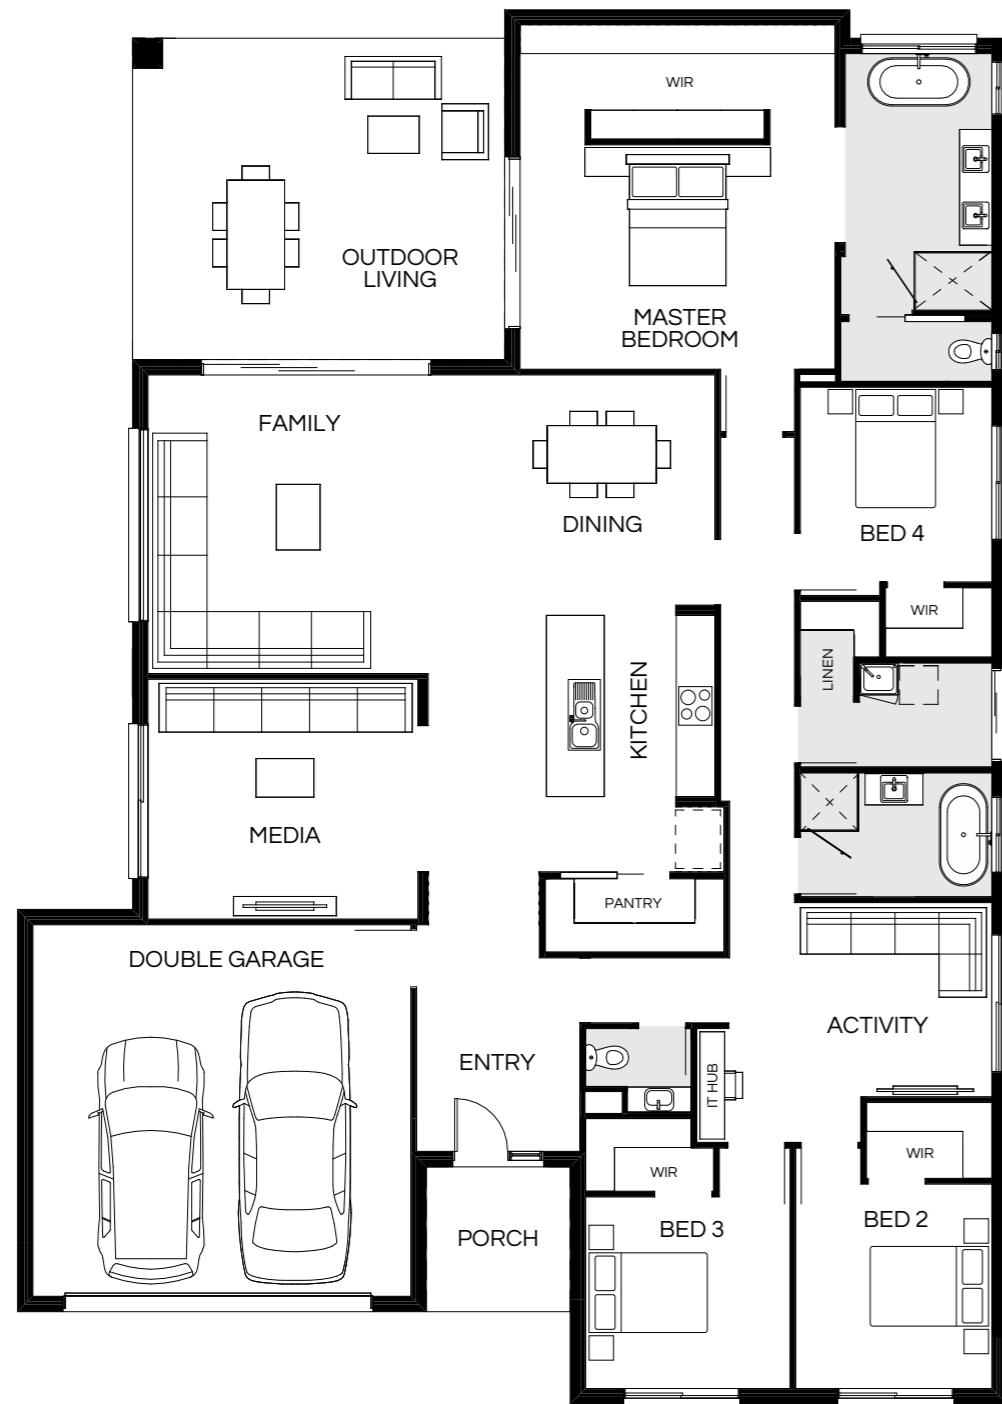 WIR
OUTDOOR
LIVING
MASTER
BEDROOM
FAMILY
DINING
BED 4
WIR
LINEN
KITCHEN
MEDIA
PANTRY
DOUBLE GARAGE
ACTIVITY
ENTRY
IT HUB
WIR
WIR
PORCH
BED 3
BED 2